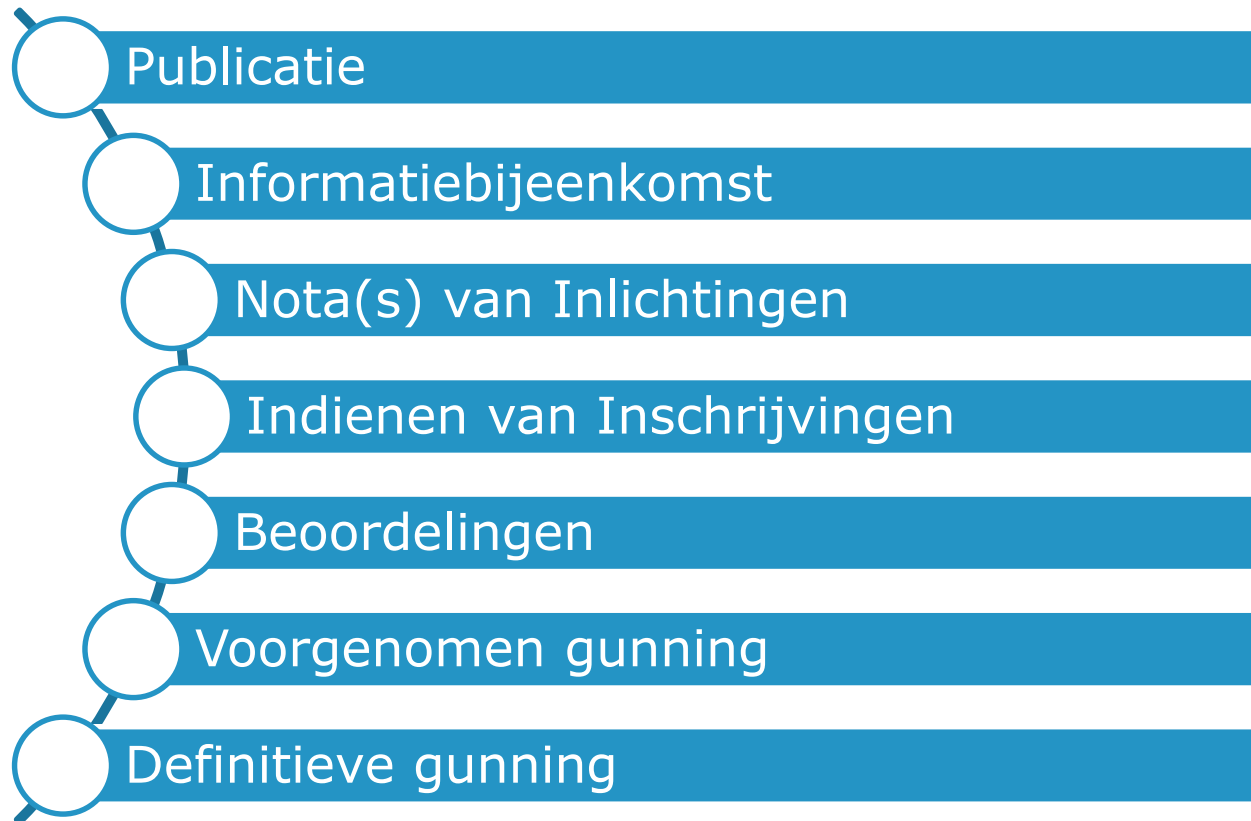 Publicatie
Informatiebijeenkomst
Nota(s) van Inlichtingen
Indienen van Inschrijvingen
Beoordelingen
Voorgenomen gunning
Definitieve gunning